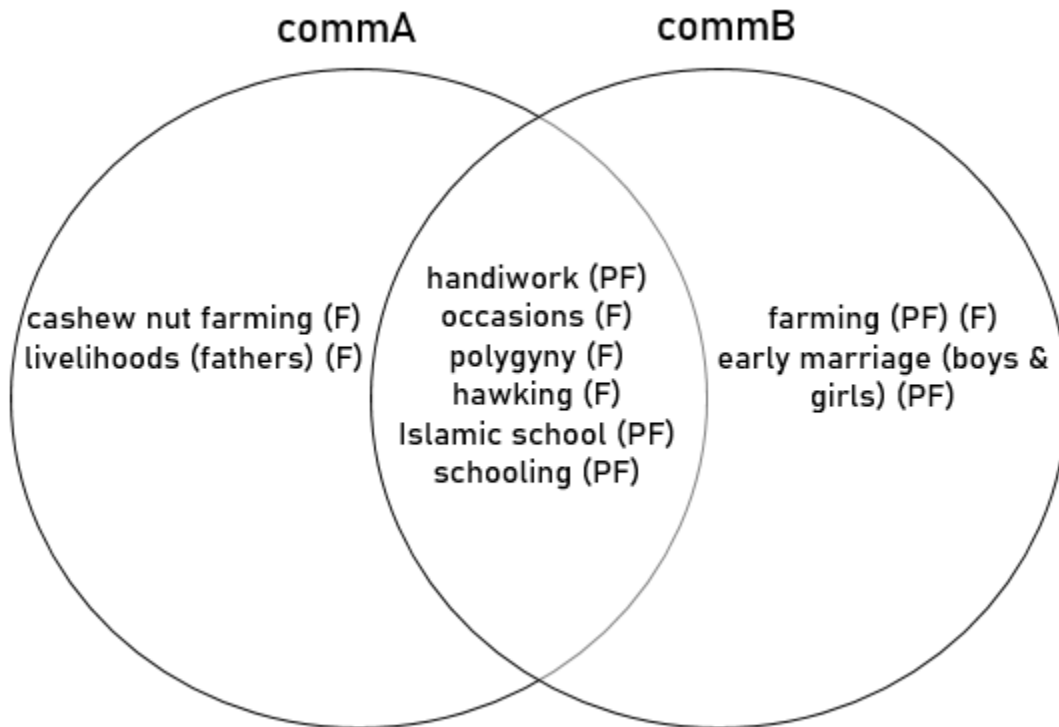 commA
commB
cashew nut farming (F)
livelihoods (fathers) (F)
handiwork (PF)
occasions (F)
polygyny (F)
hawking (F)
Islamic school (PF)
schooling (PF)
farming (PF) (F)
early marriage (boys &
girls) (PF)